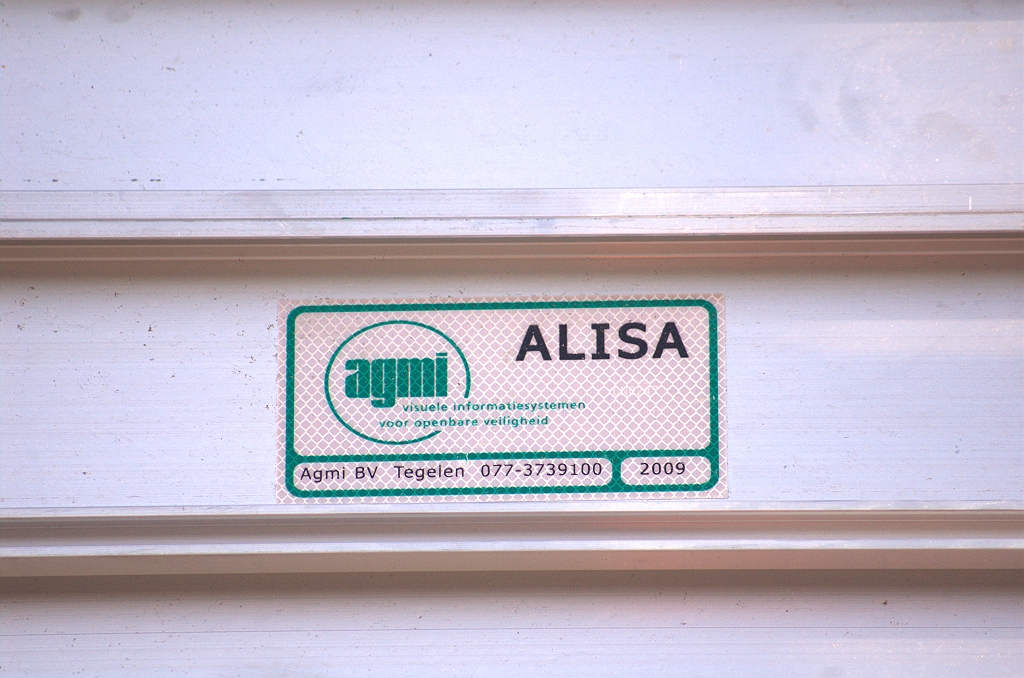 ALISA
agmi
visuele informatiesystemen
voor openbare veiligheid
Agmi BV Tegelen 077-3739100
2009